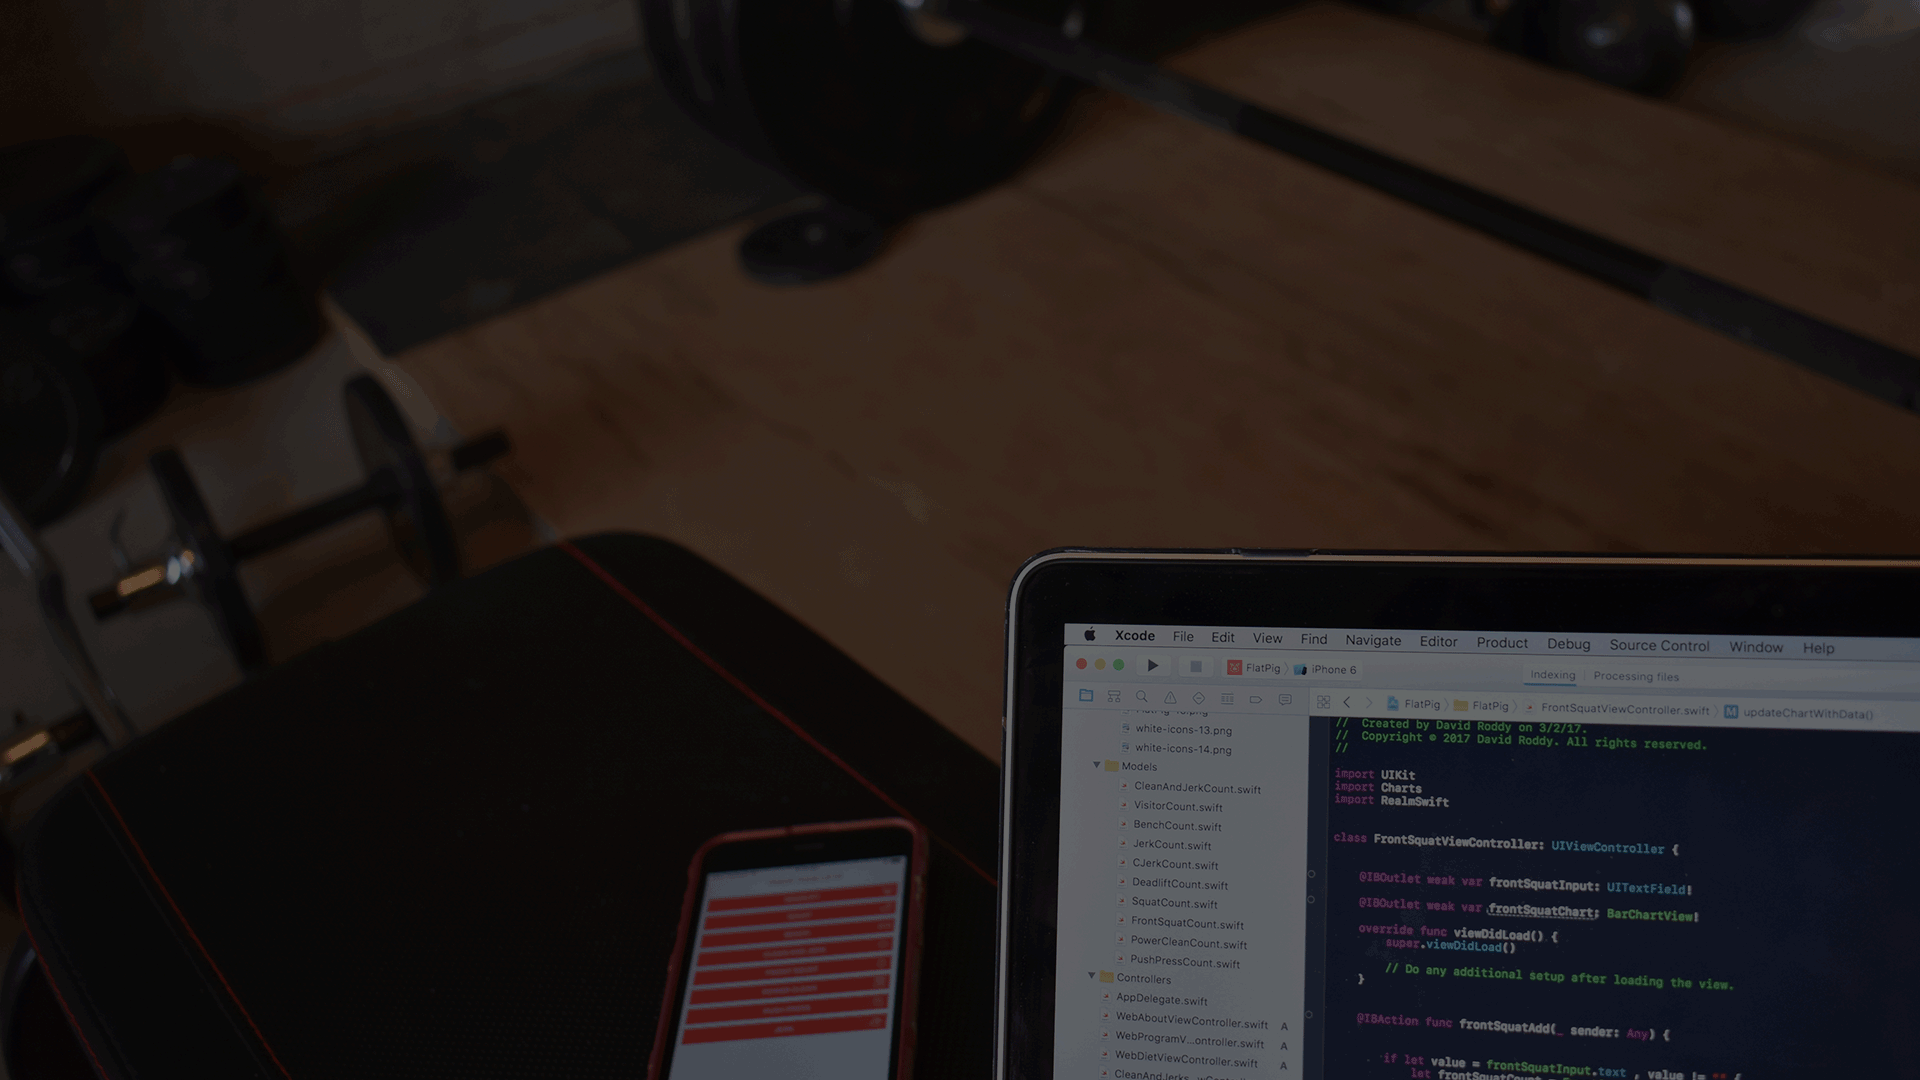 Xcode File Edit View Find Navigate Editor Product Debug Source Control Window Help
FlatPig iPhone 6
Indexing Processing files
FlatPig FlatPig FrontSquatViewController.swift updateChartWithData()
white-icons-13.png
white-icons-14.png
Models
CleanAndJerkCount.swift
VisitorCount.swift
BenchCount.swift
JerkCount.swift
CJerkCount.swift
DeadliftCount.swift
SquatCount.swift
FrontSquatCount.swift
PowerCleanCount.swift
PushPressCount.swift
Controllers
AppDelegate.swift
WebAboutViewController.swift A
WebProgramV...ontroller.swift A
WebDietViewController.swift A
// Created by David Roddy on 3/2/17.
// Copyright © 2017 David Roddy. All rights reserved.
//
import UIKit
import Charts
import RealmSwift
class FrontSquatViewController: UIViewController {
@IBOutlet weak var frontSquatInput: UITextField!
@IBOutlet weak var frontSquatChart: BarChartView!
override func viewDidLoad() {
super.viewDidLoad()
// Do any additional setup after loading the view.
}
@IBAction func frontSquatAdd(_ sender: Any) {
if let value = frontSquatInput.text , value != "" {
let frontSquatCount =